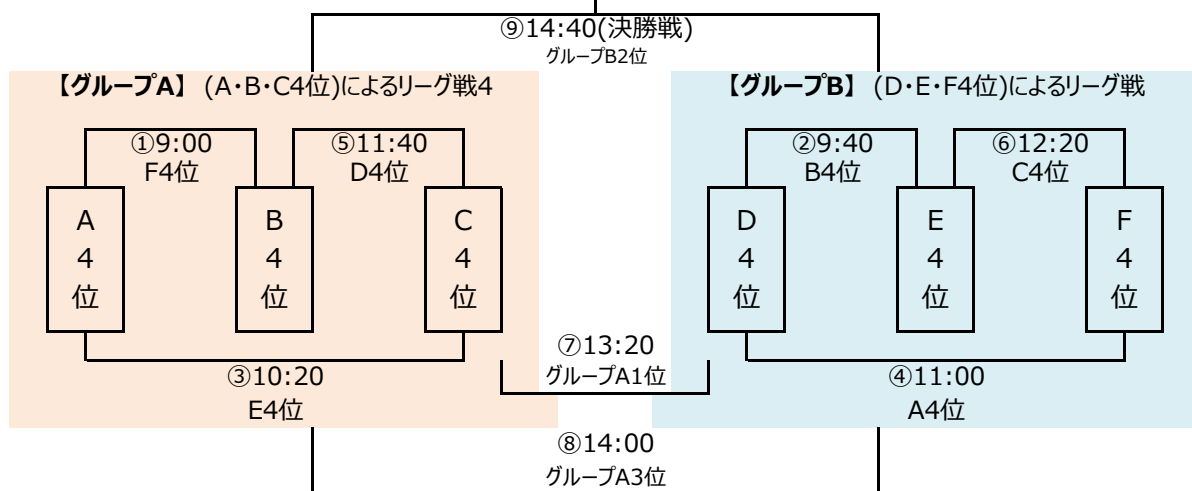 ⑨14:40(決勝戦)
グループB2位
【グループA】 (A・B・C4位)によるリーグ戦4
【グループB】 (D・E・F4位)によるリーグ戦
①9:00
F4位
⑤11:40
D4位
②9:40
B4位
⑥12:20
C4位
A
4
位
B
4
位
C
4
位
D
4
位
E
4
位
F
4
位
⑦13:20
グループA1位
③10:20
E4位
④11:00
A4位
⑧14:00
グループA3位